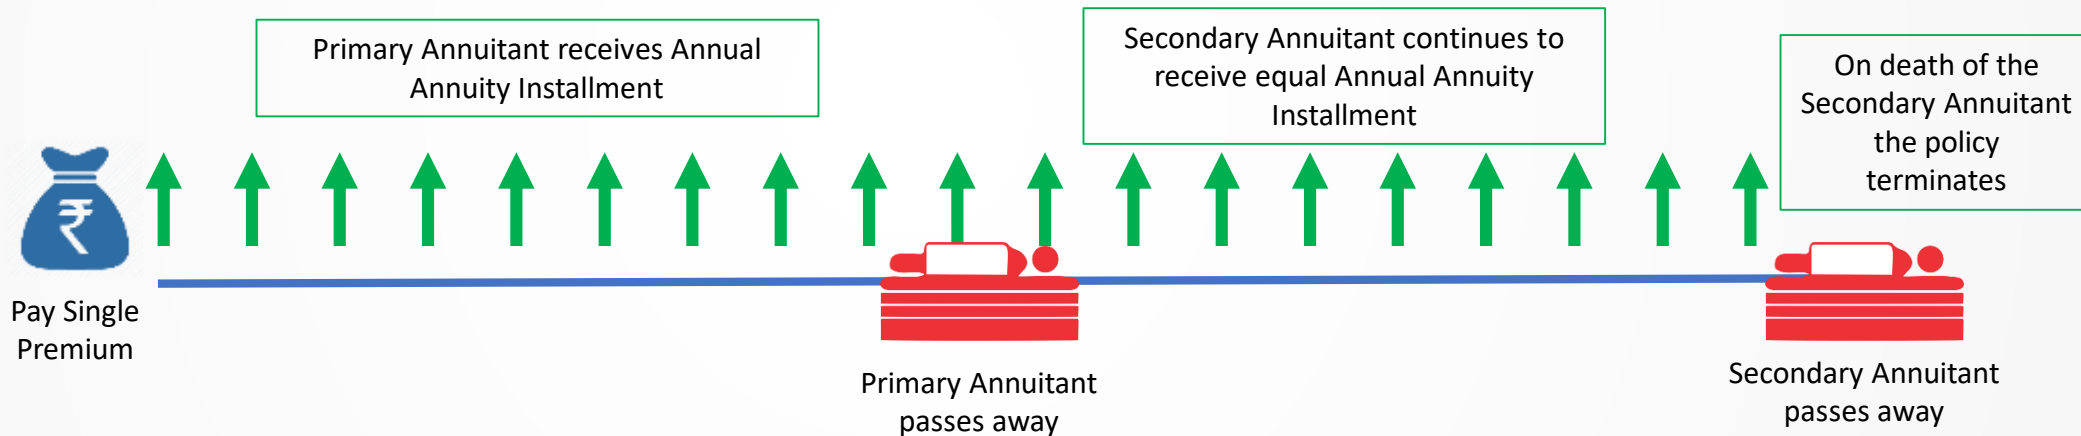 Primary Annuitant receives Annual
Annuity Installment
Secondary Annuitant continues to
receive equal Annual Annuity
Installment
On death of the
Secondary Annuitant
the policy
terminates
₹
Pay Single
Premium
Primary Annuitant
passes away
Secondary Annuitant
passes away